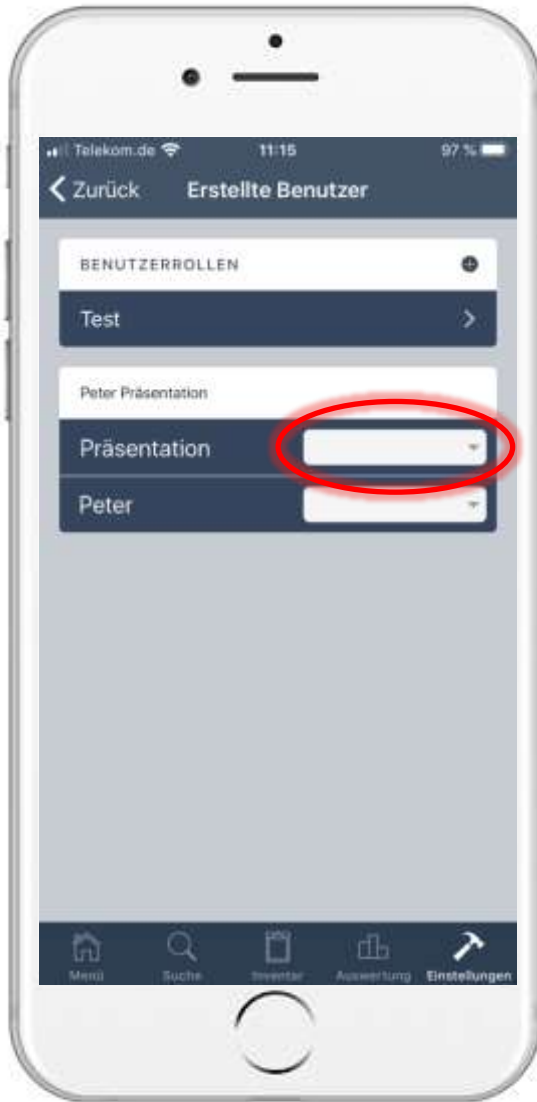 Telekom.de 11:15 97 %
Zurück Erstellte Benutzer
BENUTZERROLLEN
Test
Peter Präsentation
Präsentation
Peter
Menü Suche Inventar Auswertung Einstellungen